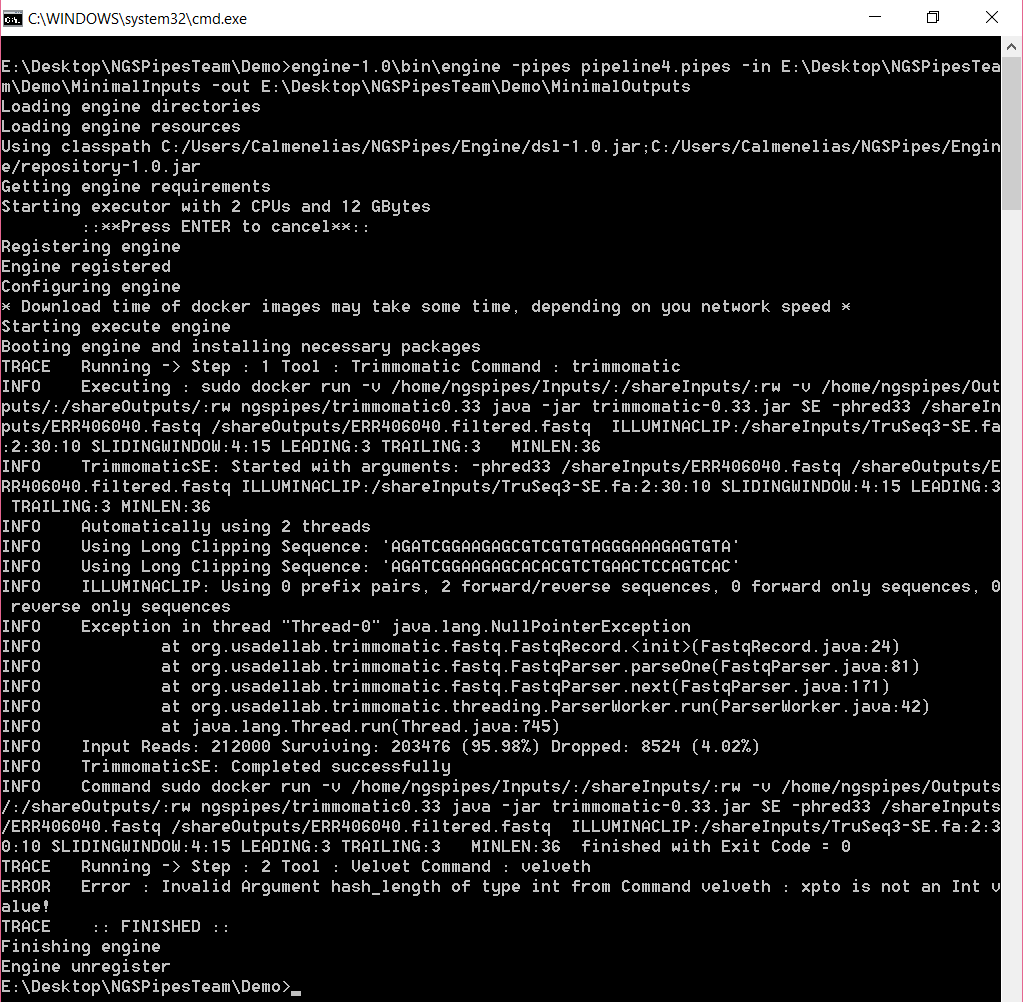 C:\WINDOWS\system32\cmd.exe
E:\Desktop\NGSPipesTeam\Demo>engine-1.0\bin\engine -pipes pipeline4.pipes -in E:\Desktop\NGSPipesTea
m\Demo\MinimalInputs -out E:\Desktop\NGSPipesTeam\Demo\MinimalOutputs
Loading engine directories
Loading engine resources
Using classpath C:/Users/Calmenelias/NGSPipes/Engine/dsl-1.0.jar;C:/Users/Calmenelias/NGSPipes/Engin
e/repository-1.0.jar
Getting engine requirements
Starting executor with 2 CPUs and 12 GBytes
        ::**Press ENTER to cancel**::
Registering engine
Engine registered
Configuring engine
* Download time of docker images may take some time, depending on you network speed *
Starting execute engine
Booting engine and installing necessary packages
TRACE   Running -> Step : 1 Tool : Trimmomatic Command : trimmomatic
INFO    Executing : sudo docker run -v /home/ngspipes/Inputs/:/shareInputs/:rw -v /home/ngspipes/Out
puts/:/shareOutputs/:rw ngspipes/trimmomatic0.33 java -jar trimmomatic-0.33.jar SE -phred33 /shareIn
puts/ERR406040.fastq /shareOutputs/ERR406040.filtered.fastq  ILLUMINACLIP:/shareInputs/TruSeq3-SE.fa
:2:30:10 SLIDINGWINDOW:4:15 LEADING:3 TRAILING:3   MINLEN:36
INFO    TrimmomaticSE: Started with arguments: -phred33 /shareInputs/ERR406040.fastq /shareOutputs/E
RR406040.filtered.fastq ILLUMINACLIP:/shareInputs/TruSeq3-SE.fa:2:30:10 SLIDINGWINDOW:4:15 LEADING:3
 TRAILING:3 MINLEN:36
INFO    Automatically using 2 threads
INFO    Using Long Clipping Sequence: 'AGATCGGAAGAGCGTCGTGTAGGGAAAGAGTGTA'
INFO    Using Long Clipping Sequence: 'AGATCGGAAGAGCACACGTCTGAACTCCAGTCAC'
INFO    ILLUMINACLIP: Using 0 prefix pairs, 2 forward/reverse sequences, 0 forward only sequences, 0
 reverse only sequences
INFO    Exception in thread "Thread-0" java.lang.NullPointerException
INFO            at org.usadellab.trimmomatic.fastq.FastqRecord.<init>(FastqRecord.java:24)
INFO            at org.usadellab.trimmomatic.fastq.FastqParser.parseOne(FastqParser.java:81)
INFO            at org.usadellab.trimmomatic.fastq.FastqParser.next(FastqParser.java:171)
INFO            at org.usadellab.trimmomatic.threading.ParserWorker.run(ParserWorker.java:42)
INFO            at java.lang.Thread.run(Thread.java:745)
INFO    Input Reads: 212000 Surviving: 203476 (95.98%) Dropped: 8524 (4.02%)
INFO    TrimmomaticSE: Completed successfully
INFO    Command sudo docker run -v /home/ngspipes/Inputs/:/shareInputs/:rw -v /home/ngspipes/Outputs
/:/shareOutputs/:rw ngspipes/trimmomatic0.33 java -jar trimmomatic-0.33.jar SE -phred33 /shareInputs
/ERR406040.fastq /shareOutputs/ERR406040.filtered.fastq  ILLUMINACLIP:/shareInputs/TruSeq3-SE.fa:2:3
0:10 SLIDINGWINDOW:4:15 LEADING:3 TRAILING:3   MINLEN:36  finished with Exit Code = 0
TRACE   Running -> Step : 2 Tool : Velvet Command : velveth
ERROR   Error : Invalid Argument hash_length of type int from Command velveth : xpto is not an Int v
alue!
TRACE    :: FINISHED ::
Finishing engine
Engine unregister
E:\Desktop\NGSPipesTeam\Demo>_